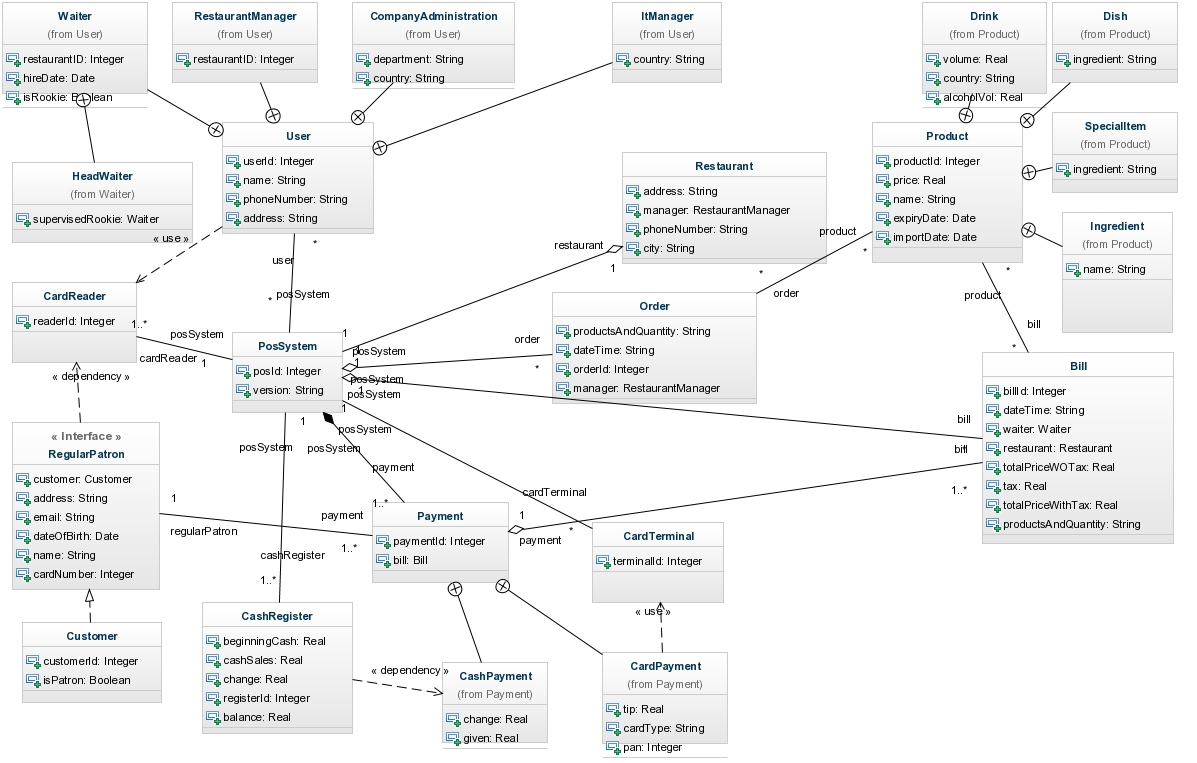 Waiter
(from User)
restaurantID: Integer
hireDate: Date
isRookie: Boolean
RestaurantManager
(from User)
restaurantID: Integer
CompanyAdministration
(from User)
department: String
country: String
ItManager
(from User)
country: String
Drink
(from Product)
volume: Real
country: String
alcoholVol: Real
Dish
(from Product)
ingredient: String
User
userId: Integer
name: String
phoneNumber: String
address: String
Product
productId: Integer
price: Real
name: String
expiryDate: Date
importDate: Date
SpecialItem
(from Product)
ingredient: String
HeadWaiter
(from Waiter)
supervisedRookie: Waiter
Restaurant
address: String
manager: RestaurantManager
phoneNumber: String
city: String
Ingredient
(from Product)
name: String
« use »
*
user
* posSystem
restaurant
1
product
*
*
order
*
product
bill
*
CardReader
readerId: Integer
1..*
posSystem
cardReader
1
« dependency »
PosSystem
posId: Integer
version: String
1
1
posSystem
1
posSystem
1
posSystem
1
posSystem
order
*
Order
productsAndQuantity: String
dateTime: String
orderId: Integer
manager: RestaurantManager
Bill
billId: Integer
dateTime: String
waiter: Waiter
restaurant: Restaurant
totalPriceWOTax: Real
tax: Real
totalPriceWithTax: Real
productsAndQuantity: String
bill
bill
1..*
« Interface »
RegularPatron
customer: Customer
address: String
email: String
dateOfBirth: Date
name: String
cardNumber: Integer
1
posSystem
posSystem
payment
1..*
1
regularPatron
payment
1..*
cashRegister
1..*
Payment
paymentId: Integer
bill: Bill
1
payment
cardTerminal
*
CardTerminal
terminalId: Integer
« use »
Customer
customerId: Integer
isPatron: Boolean
CashRegister
beginningCash: Real
cashSales: Real
change: Real
registerId: Integer
balance: Real
« dependency »
CashPayment
(from Payment)
change: Real
given: Real
CardPayment
(from Payment)
tip: Real
cardType: String
pan: Integer